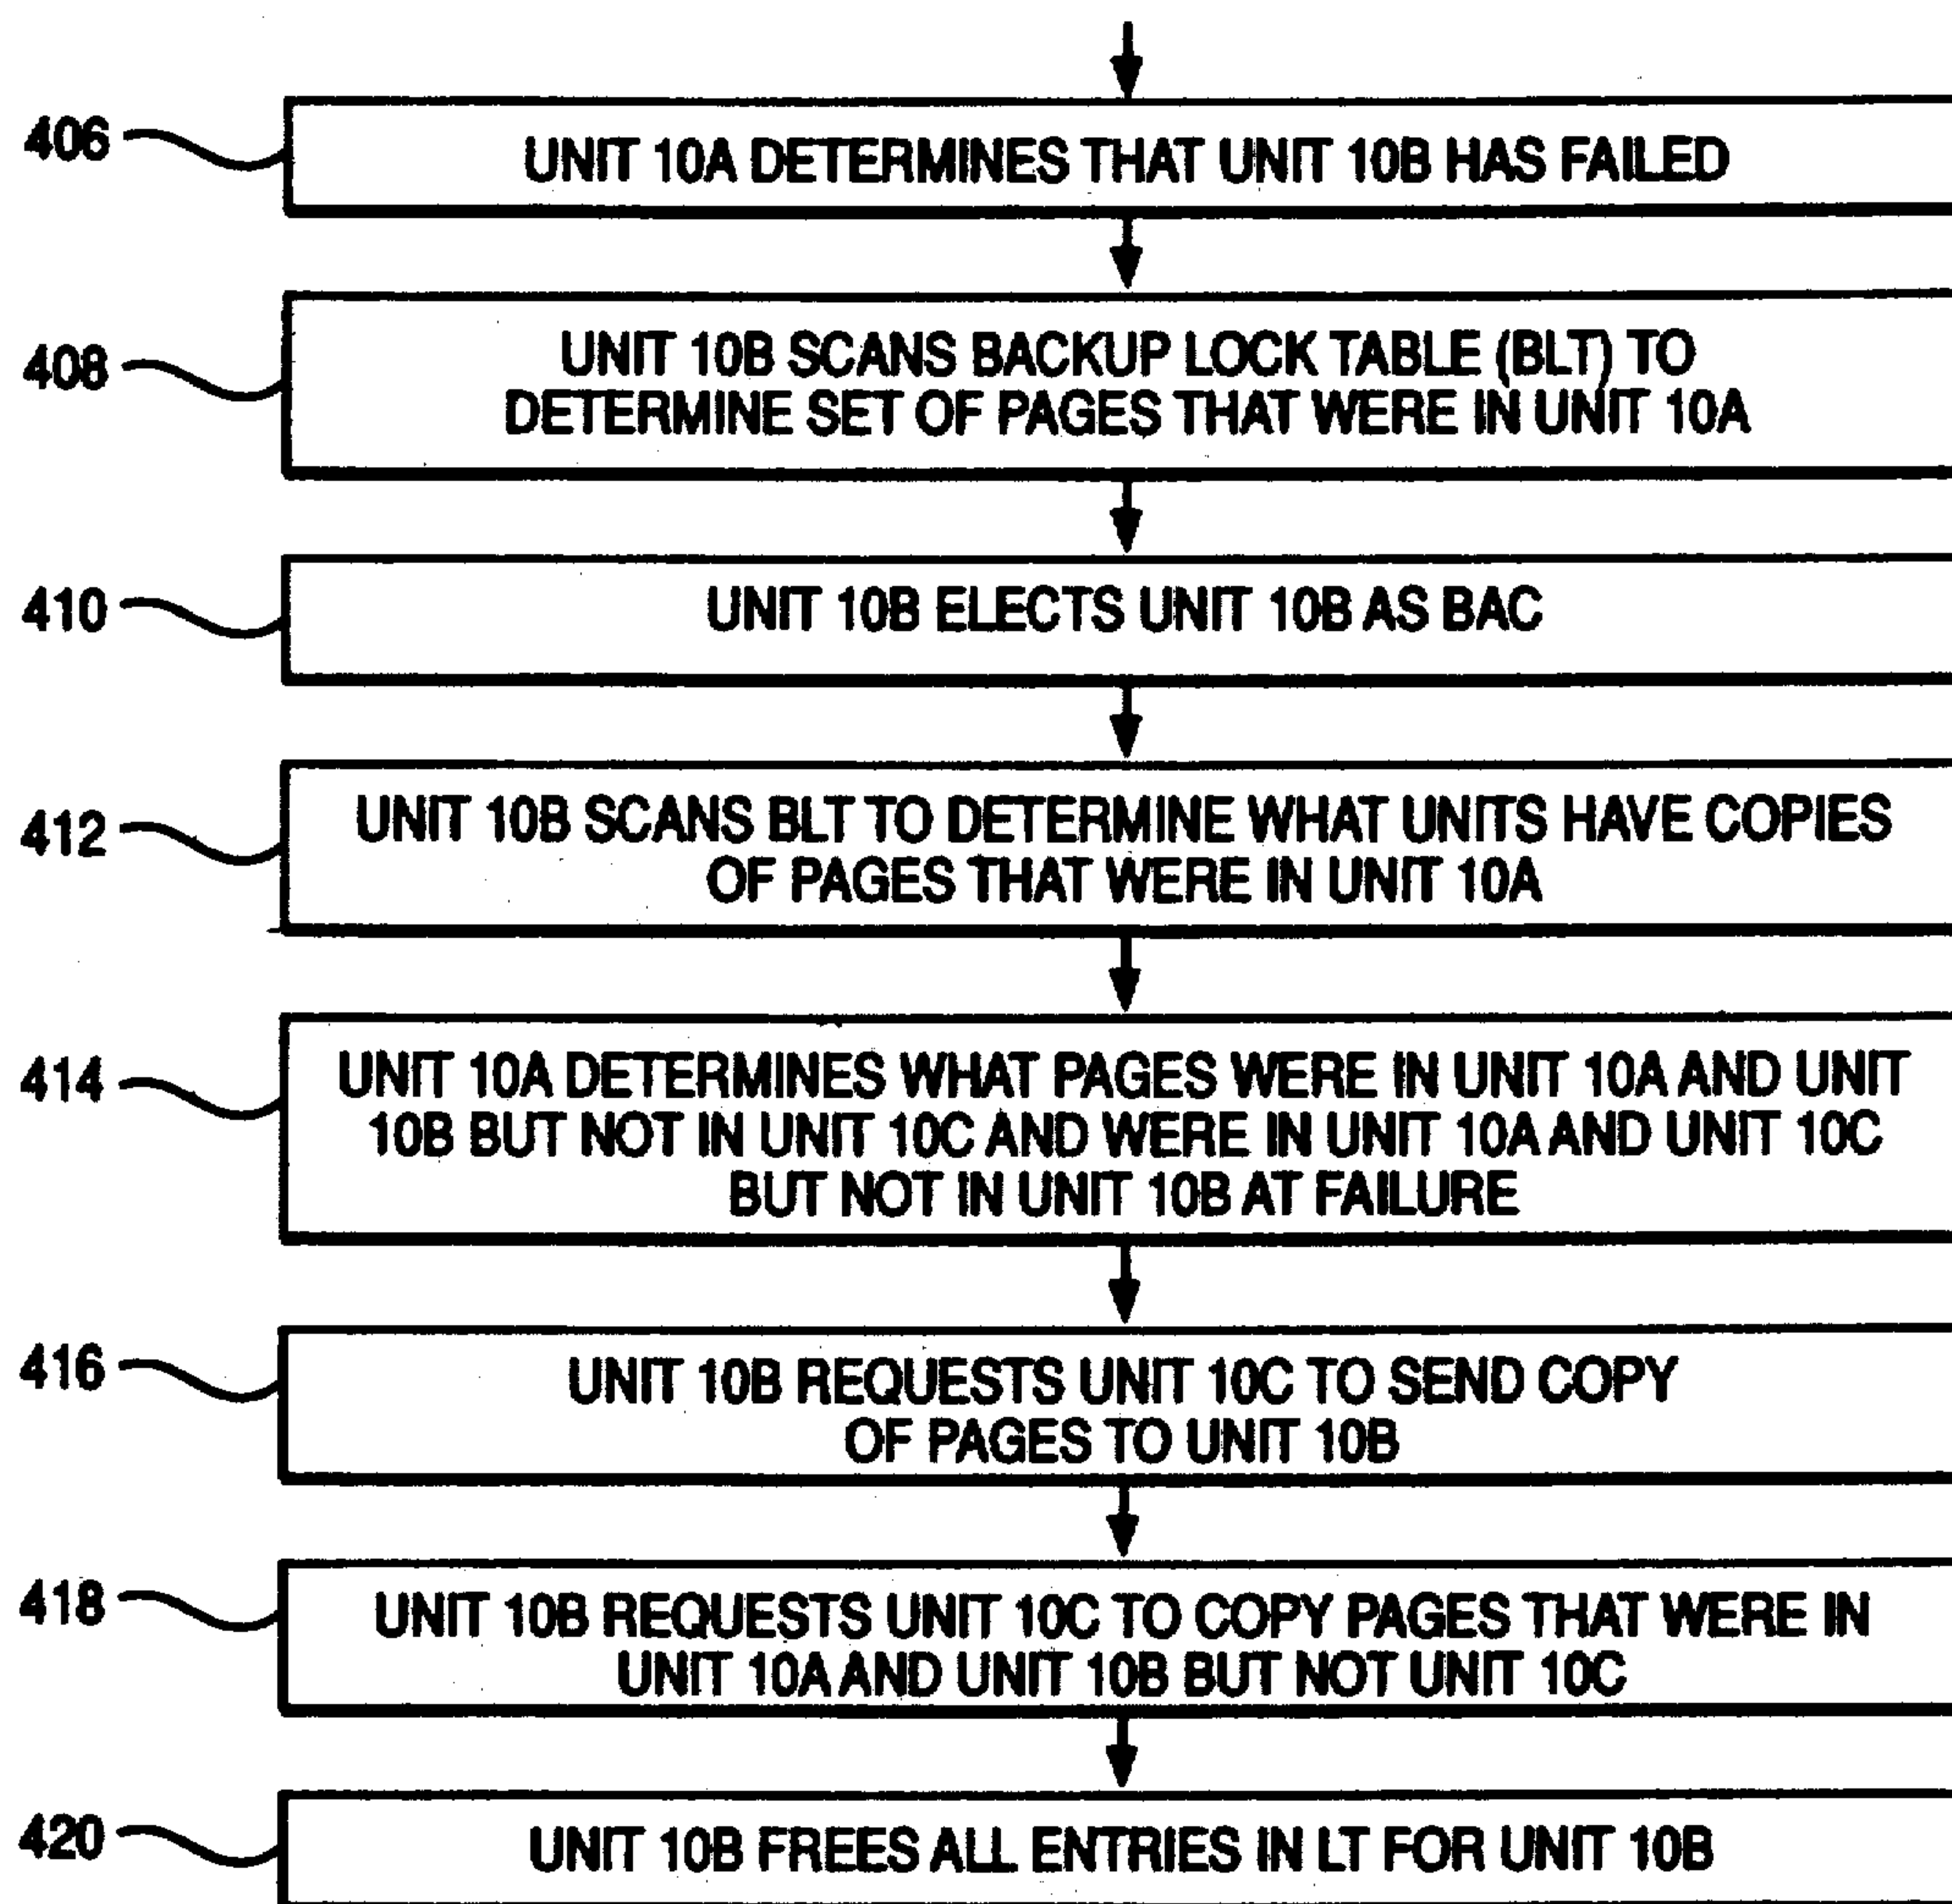 406
UNIT 10A DETERMINES THAT UNIT 10B HAS FAILED
408
UNIT 10B SCANS BACKUP LOCK TABLE (BLT) TO
DETERMINE SET OF PAGES THAT WERE IN UNIT 10A
410
UNIT 10B ELECTS UNIT 10B AS BAC
412
UNIT 10B SCANS BLT TO DETERMINE WHAT UNITS HAVE COPIES
OF PAGES THAT WERE IN UNIT 10A
414
UNIT 10A DETERMINES WHAT PAGES WERE IN UNIT 10A AND UNIT
10B BUT NOT IN UNIT 10C AND WERE IN UNIT 10A AND UNIT 10C
BUT NOT IN UNIT 10B AT FAILURE
416
UNIT 10B REQUESTS UNIT 10C TO SEND COPY
OF PAGES TO UNIT 10B
418
UNIT 10B REQUESTS UNIT 10C TO COPY PAGES THAT WERE IN
UNIT 10A AND UNIT 10B BUT NOT UNIT 10C
420
UNIT 10B FREES ALL ENTRIES IN LT FOR UNIT 10B